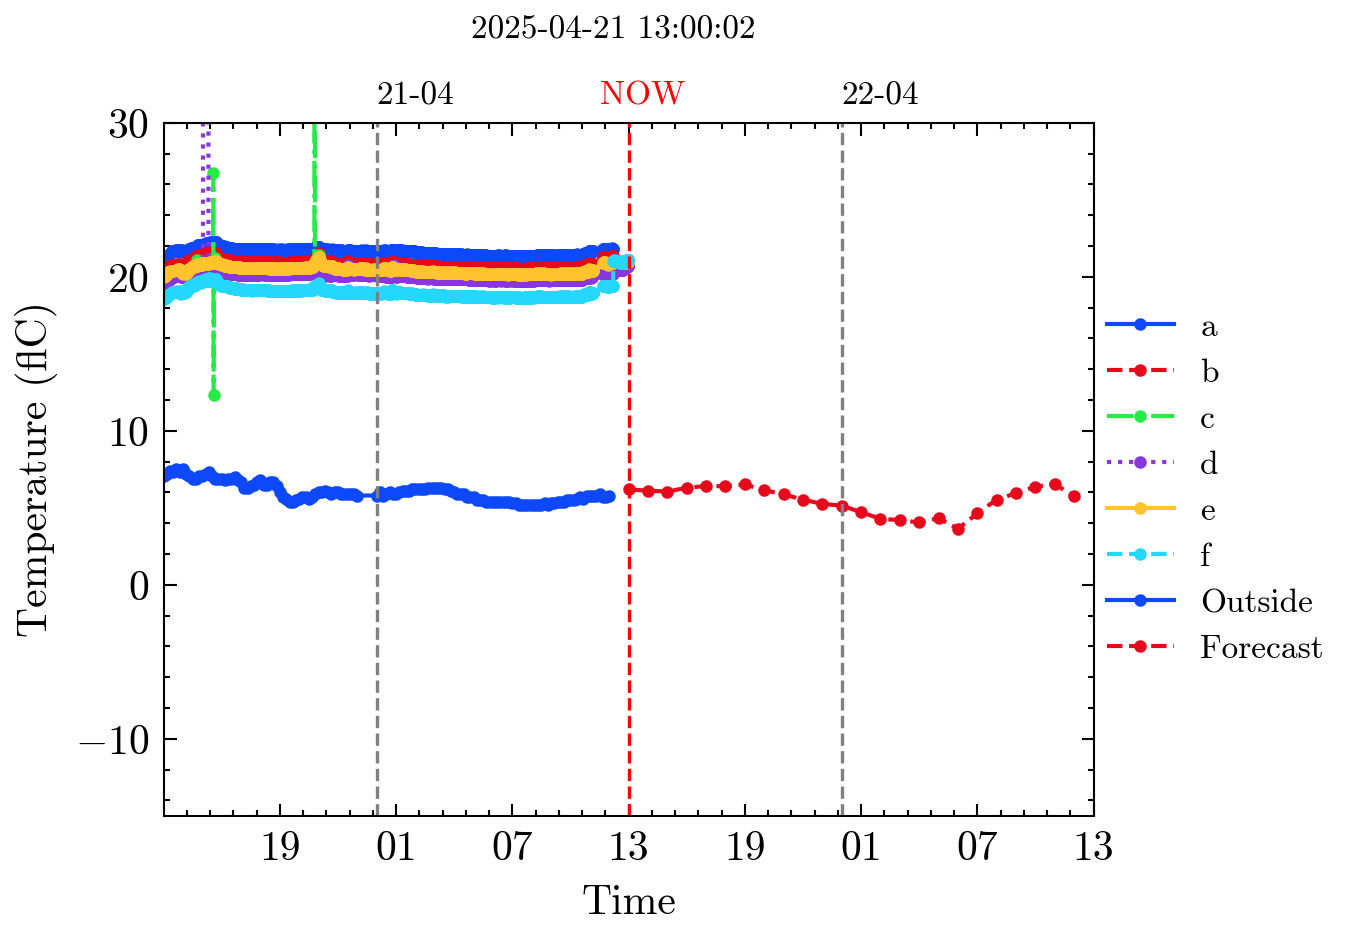 2025-04-21 13:00:02
21-04 NOW 22-04
30
20
10
0
−10
Temperature (ﬂC)
19 01 07 13 19 01 07 13
Time
a
b
c
d
e
f
Outside
Forecast